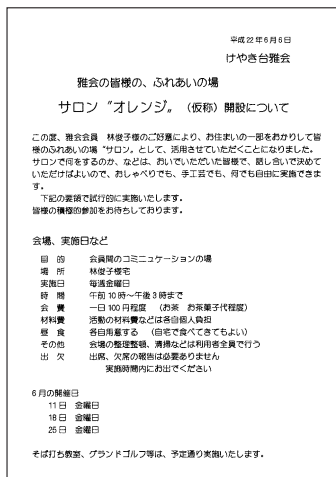 平成22年6月6日
けやき台雅会
雅会の皆様の、ふれあいの場
サロン〝オレンジ〟（仮称）開設について
この度、雅会会員　林俊子様のご好意により、お住まいの一部をおかりして皆
様のふれあいの場〝サロン〟として、活用させていただくことになりました。
サロンで何をするのか、などは、おいでいただいた皆様で、話し合いで決めて
いただけばよいので、おしゃべりでも、手工芸でも、何でも自由に実施できま
す。
下記の要領で試行的に実施いたします。
皆様の積極的参加をお待ちしております。
会場、実施日など
目　的　会員間のコミニュケーションの場
場　所　林俊子様宅
実施日　毎週金曜日
時　間　午前10時～午後3時まで
会　費　一日100円程度　（お茶　お茶菓子代程度）
材料費　活動の材料費などは各自個人負担
昼　食　各自用意する　（自宅で食べてきてもよい）
その他　会場の整理整頓、清掃などは利用者全員で行う
出　欠　出席、欠席の報告は必要ありません
実施時間内にお出でください
6月の開催日
11日　金曜日
18日　金曜日
25日　金曜日
そば打ち教室、グランドゴルフ等は、予定通り実施いたします。